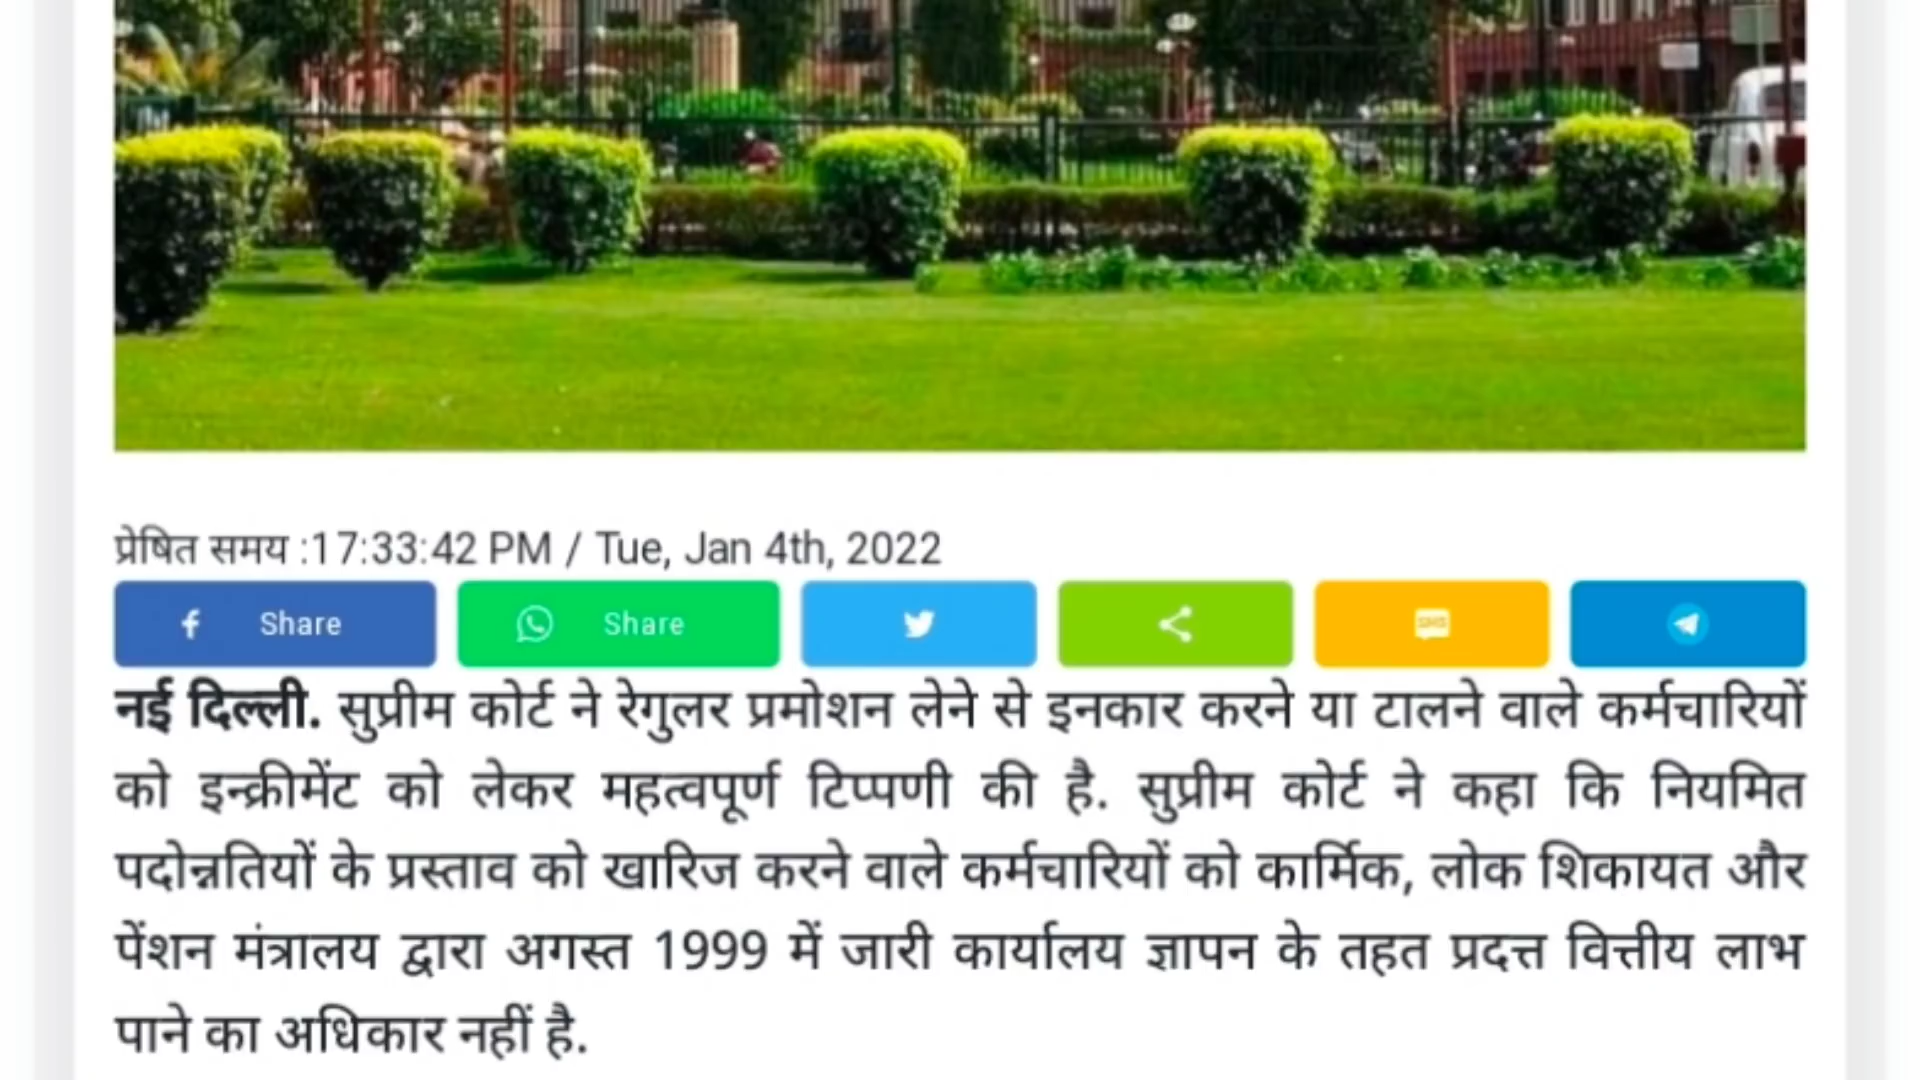 प्रेषित समय :17:33:42 PM / Tue, Jan 4th, 2022
Share Share SMS
नई दिल्ली. सुप्रीम कोर्ट ने रेगुलर प्रमोशन लेने से इनकार करने या टालने वाले कर्मचारियों
को इन्क्रीमेंट को लेकर महत्वपूर्ण टिप्पणी की है. सुप्रीम कोर्ट ने कहा कि नियमित
पदोन्नतियों के प्रस्ताव को खारिज करने वाले कर्मचारियों को कार्मिक, लोक शिकायत और
पेंशन मंत्रालय द्वारा अगस्त 1999 में जारी कार्यालय ज्ञापन के तहत प्रदत्त वित्तीय लाभ
पाने का अधिकार नहीं है.